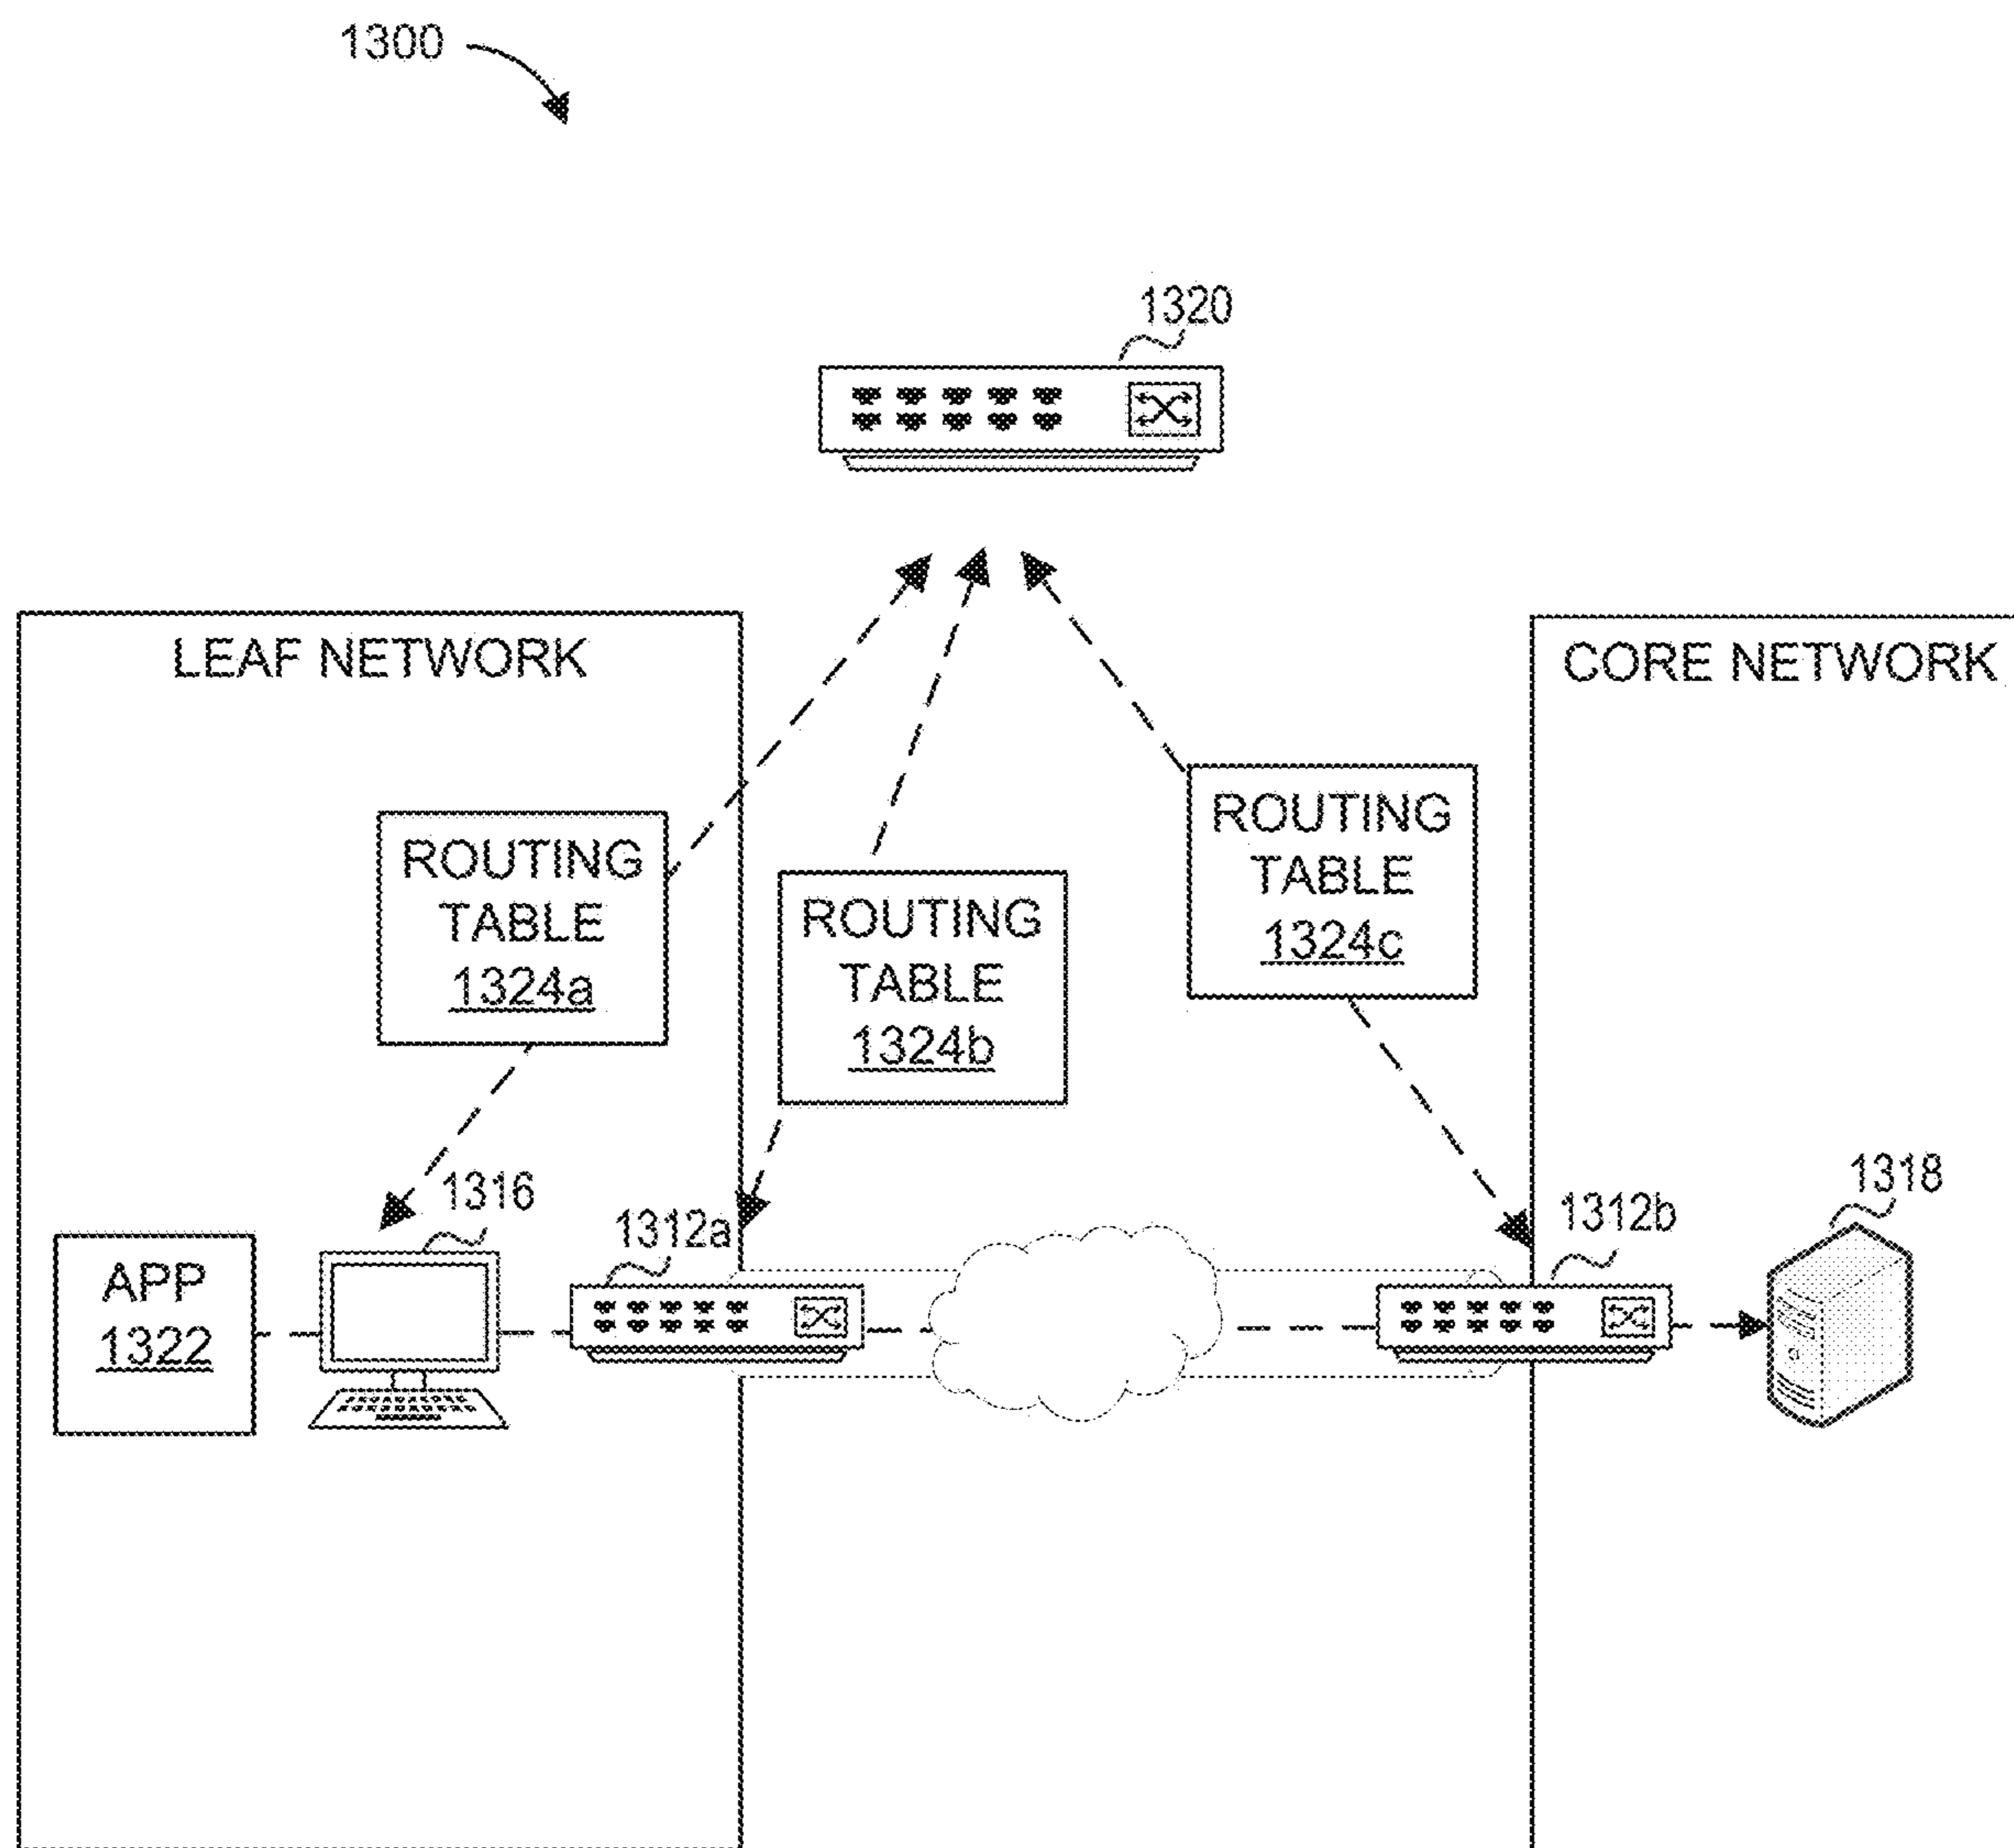 1300
1320
LEAF NETWORK
CORE NETWORK
ROUTING
TABLE
1324a
ROUTING
TABLE
1324b
ROUTING
TABLE
1324c
1316
1312a
1312b
1318
APP
1322